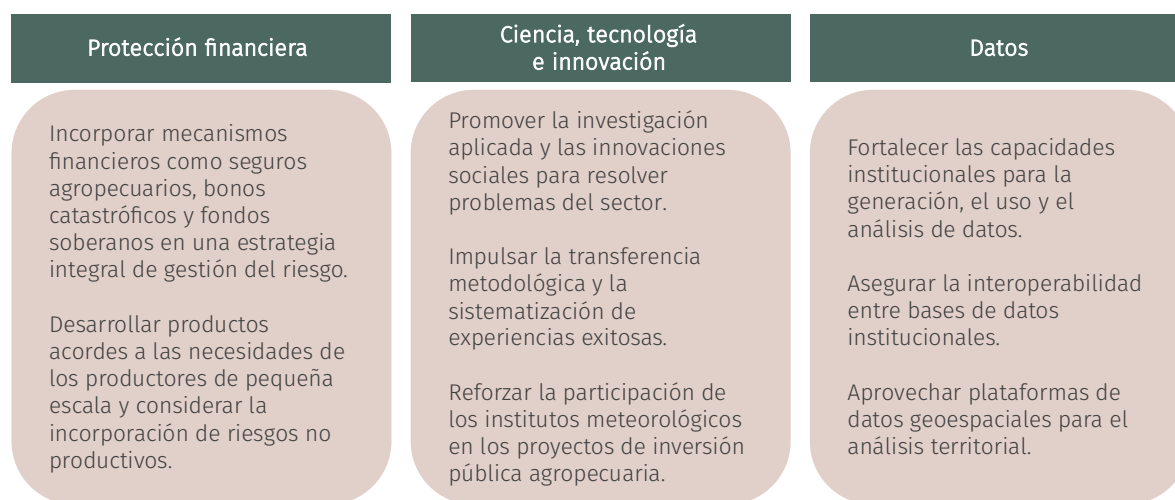 Protección financiera
Incorporar mecanismos
financieros como seguros
agropecuarios, bonos
catastróficos y fondos
soberanos en una estrategia
integral de gestión del riesgo.
Desarrollar productos
acordes a las necesidades de
los productores de pequeña
escala y considerar la
incorporación de riesgos no
productivos.
Ciencia, tecnología
e innovación
Promover la investigación
aplicada y las innovaciones
sociales para resolver
problemas del sector.
Impulsar la transferencia
metodológica y la
sistematización de
experiencias exitosas.
Reforzar la participación de
los institutos meteorológicos
en los proyectos de inversión
pública agropecuaria.
Datos
Fortalecer las capacidades
institucionales para la
generación, el uso y el
análisis de datos.
Asegurar la interoperabilidad
entre bases de datos
institucionales.
Aprovechar plataformas de
datos geoespaciales para el
análisis territorial.